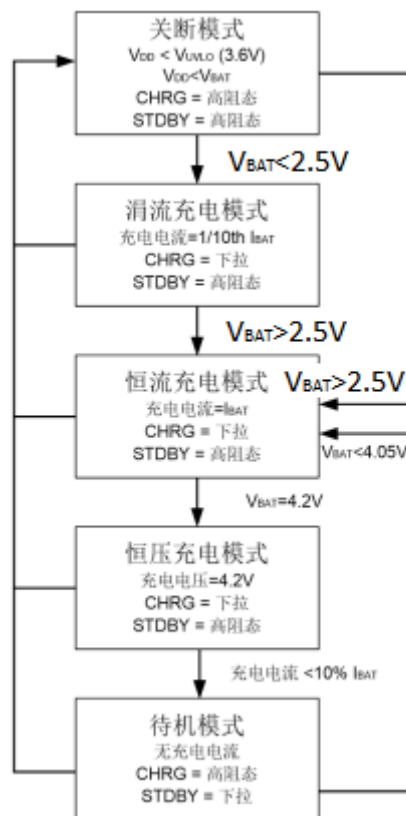 关断模式
VDD < VUVLO (3.6V)
VDD<VBAT
CHRG = 高阻态
STDBY = 高阻态
VBAT<2.5V
涓流充电模式
充电电流=1/10th IBAT
CHRG = 下拉
STDBY = 高阻态
VBAT>2.5V
恒流充电模式
VBAT>2.5V
充电电流=IBAT
CHRG = 下拉
STDBY = 高阻态
VBAT<4.05V
VBAT=4.2V
恒压充电模式
充电电压=4.2V
CHRG = 下拉
STDBY = 高阻态
充电电流 <10% IBAT
待机模式
无充电电流
CHRG = 高阻态
STDBY = 下拉